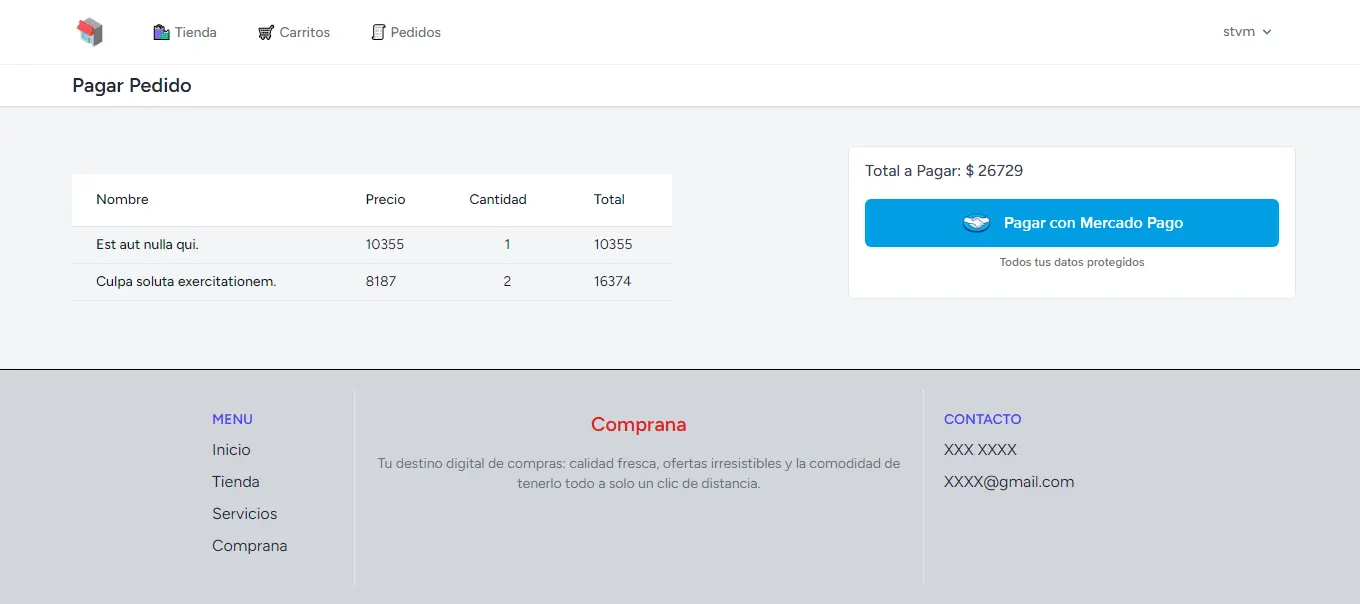 Tienda Carritos Pedidos stvm
Pagar Pedido
Nombre Precio Cantidad Total
Est aut nulla qui. 10355 1 10355
Culpa soluta exercitationem. 8187 2 16374
Total a Pagar: $ 26729
Pagar con Mercado Pago
Todos tus datos protegidos
MENU
Inicio
Tienda
Servicios
Comprana
Comprana
Tu destino digital de compras: calidad fresca, ofertas irresistibles y la comodidad de
tenerlo todo a solo un clic de distancia.
CONTACTO
XXX XXXX
XXXX@gmail.com